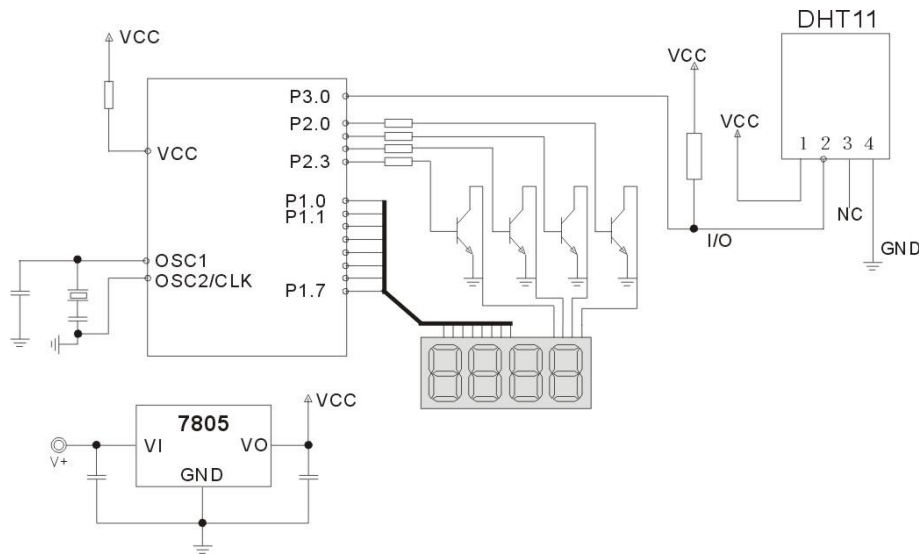 DHT11
VCC
VCC
VCC
P3.0
P2.0
P2.3
VCC
P1.0
P1.1
OSC1
OSC2/CLK
P1.7
1 2 3 4
NC
I/O
GND
7805
VI VO
GND
V+
VCC